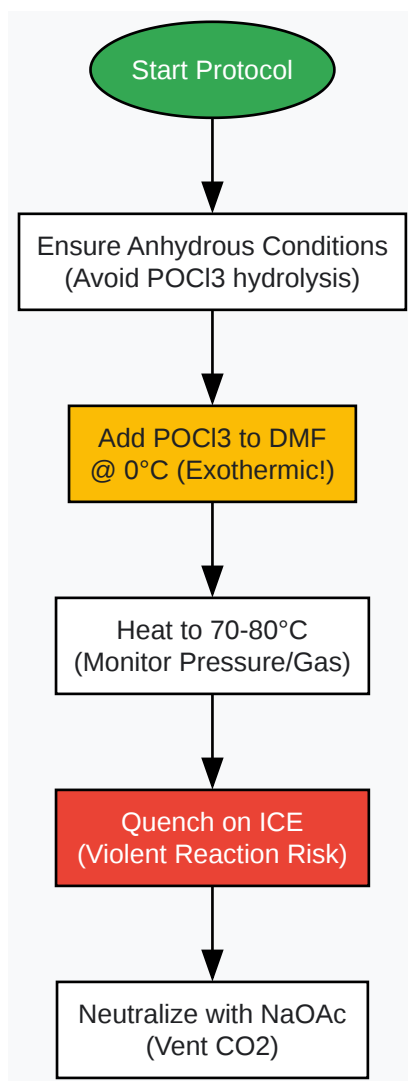 Start Protocol
Ensure Anhydrous Conditions
(Avoid POCl3 hydrolysis)
Add POCl3 to DMF
@ 0°C (Exothermic!)
Heat to 70-80°C
(Monitor Pressure/Gas)
Quench on ICE
(Violent Reaction Risk)
Neutralize with NaOAc
(Vent CO2)